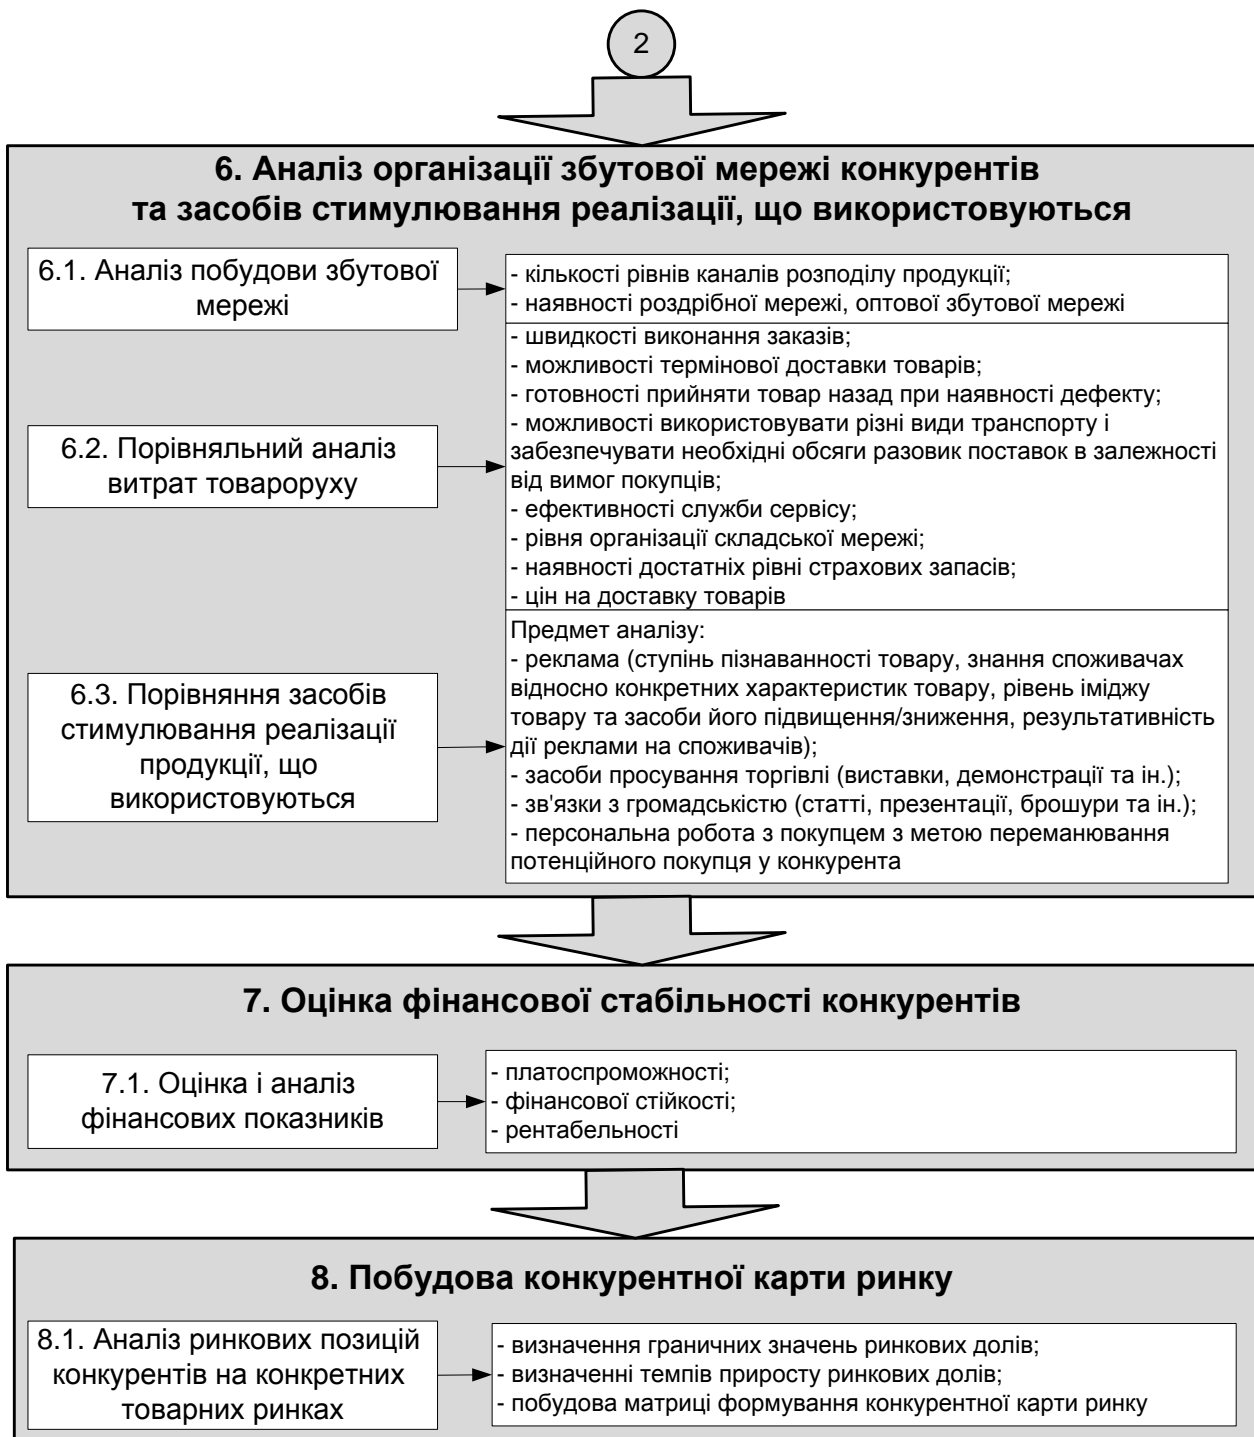 2
6. Аналіз організації збутової мережі конкурентів
та засобів стимулювання реалізації, що використовуються
6.1. Аналіз побудови збутової
мережі
- кількості рівнів каналів розподілу продукції;
- наявності роздрібної мережі, оптової збутової мережі
6.2. Порівняльний аналіз
витрат товароруху
- швидкості виконання заказів;
- можливості термінової доставки товарів;
- готовності прийняти товар назад при наявності дефекту;
- можливості використовувати різні види транспорту і
забезпечувати необхідні обсяги разовик поставок в залежності
від вимог покупців;
- ефективності служби сервісу;
- рівня організації складської мережі;
- наявності достатніх рівні страхових запасів;
- цін на доставку товарів
6.3. Порівняння засобів
стимулювання реалізації
продукції, що
використовуються
Предмет аналізу:
- реклама (ступінь пізнаванності товару, знання споживачах
відносно конкретних характеристик товару, рівень іміджу
товару та засоби його підвищення/зниження, результативність
дії реклами на споживачів);
- засоби просування торгівлі (виставки, демонстрації та ін.);
- зв'язки з громадськістю (статті, презентації, брошури та ін.);
- персональна робота з покупцем з метою переманювання
потенційного покупця у конкурента
7. Оцінка фінансової стабільності конкурентів
7.1. Оцінка і аналіз
фінансових показників
- платоспроможності;
- фінансової стійкості;
- рентабельності
8. Побудова конкурентної карти ринку
8.1. Аналіз ринкових позицій
конкурентів на конкретних
товарних ринках
- визначення граничних значень ринкових долів;
- визначенні темпів приросту ринкових долів;
- побудова матриці формування конкурентної карти ринку